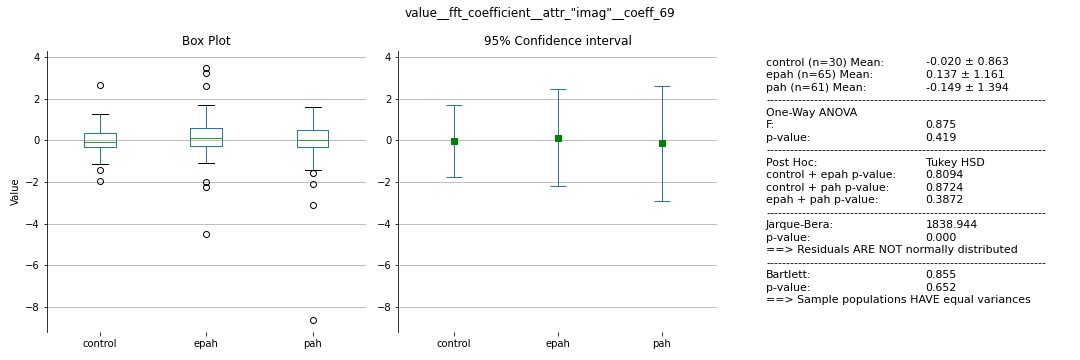 value__fft_coefficient__attr_"imag"__coeff_69
Box Plot
Value
4
2
0
−2
−4
−6
−8
control epah pah
95% Confidence interval
4
2
0
−2
−4
−6
−8
control epah pah
control (n=30) Mean: -0.020 ± 0.863
epah (n=65) Mean: 0.137 ± 1.161
pah (n=61) Mean: -0.149 ± 1.394
One-Way ANOVA
F: 0.875
p-value: 0.419
Post Hoc: Tukey HSD
control + epah p-value: 0.8094
control + pah p-value: 0.8724
epah + pah p-value: 0.3872
Jarque-Bera: 1838.944
p-value: 0.000
==> Residuals ARE NOT normally distributed
Bartlett: 0.855
p-value: 0.652
==> Sample populations HAVE equal variances